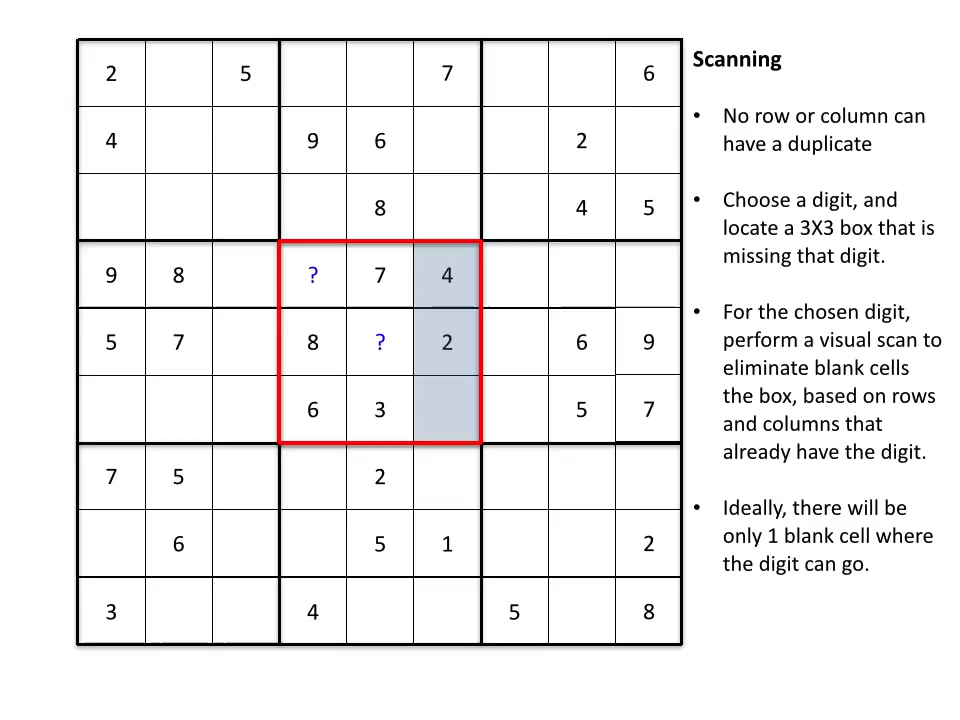 2 5 7 6
4 9 6 2
8 4 5
9 8 ? 7 4
5 7 8 ? 2 6 9
6 3 5 7
7 5 2
6 5 1 2
3 4 5 8
Scanning
• No row or column can
have a duplicate
• Choose a digit, and
locate a 3X3 box that is
missing that digit.
• For the chosen digit,
perform a visual scan to
eliminate blank cells
the box, based on rows
and columns that
already have the digit.
• Ideally, there will be
only 1 blank cell where
the digit can go.